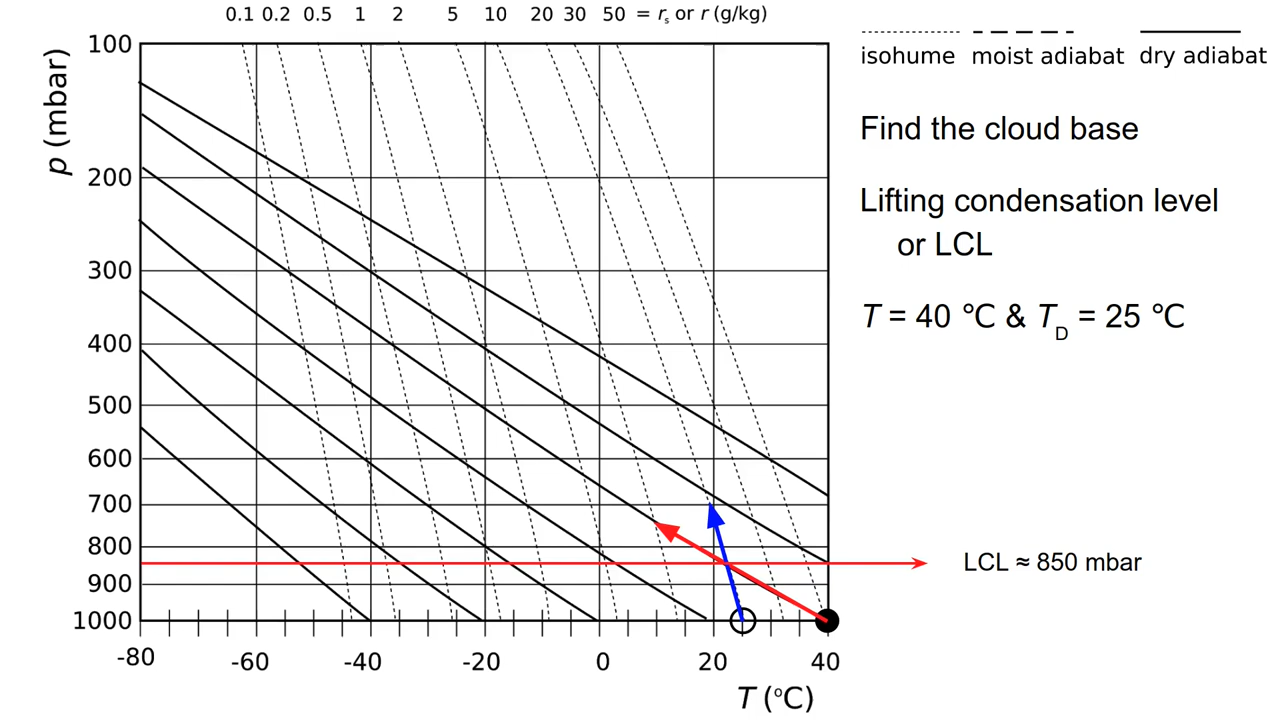 0.1 0.2 0.5 1 2 5 10 20 30 50 = rs or r (g/kg)
isohume moist adiabat dry adiabat
p (mbar)
100
200
300
400
500
600
700
800
900
1000
-80 -60 -40 -20 0 20 40
T (°C)
Find the cloud base
Lifting condensation level
or LCL
T = 40 °C & TD = 25 °C
LCL ≈ 850 mbar